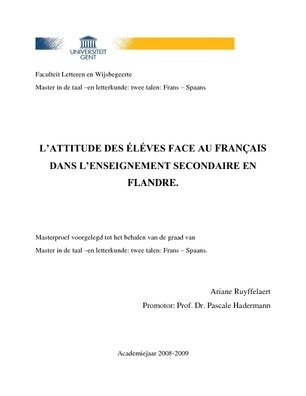 UNIVERSITEIT
GENT
Faculteit Letteren en Wijsbegeerte
Master in de taal –en letterkunde: twee talen: Frans – Spaans
L’ATTITUDE DES ÉLÉVES FACE AU FRANÇAIS
DANS L’ENSEIGNEMENT SECONDAIRE EN
FLANDRE.
Masterproef voorgelegd tot het behalen van de graad van
Master in de taal –en letterkunde: twee talen: Frans – Spaans.
Ariane Ruyffelaert
Promotor: Prof. Dr. Pascale Hadermann
Academiejaar 2008-2009